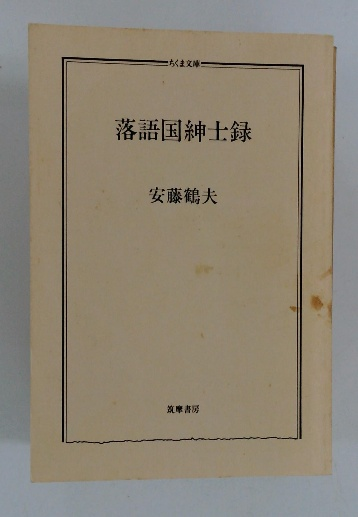 ちくま文庫
落語国紳士録
安藤鶴夫
筑摩書房